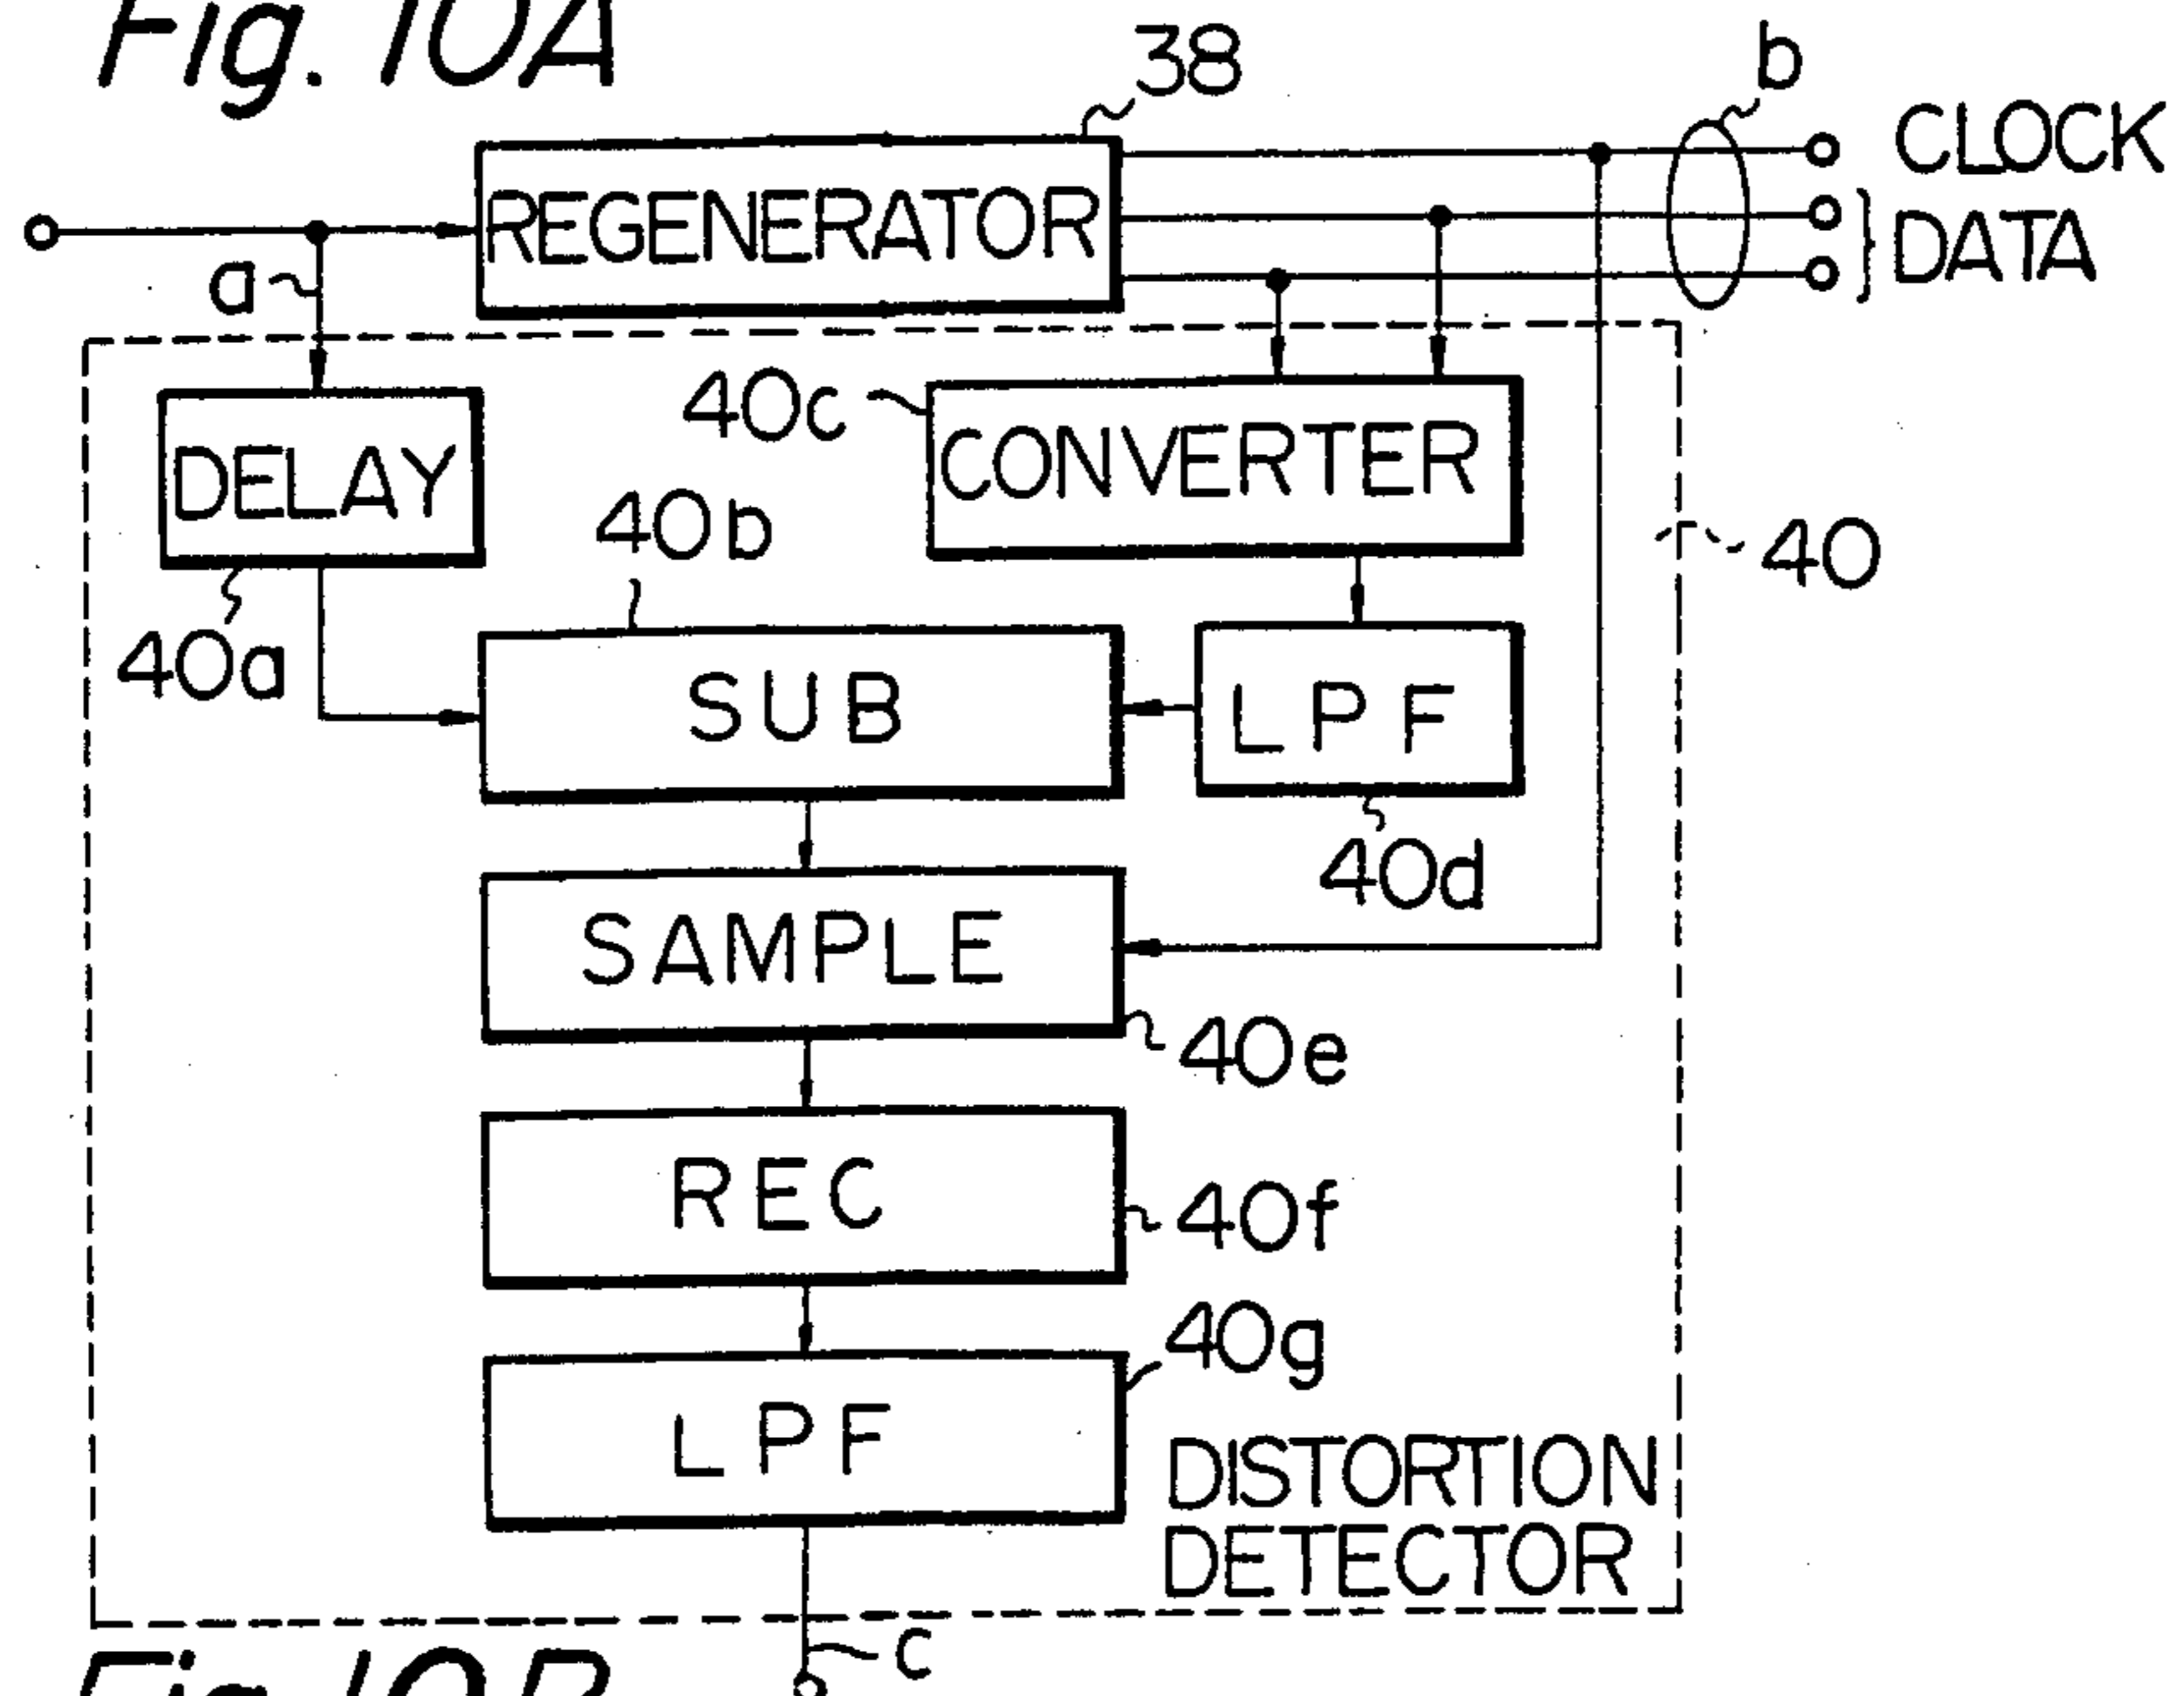 Fig. 10A
38
b
CLOCK
REGENERATOR
DATA
a
40c
DELAY
CONVERTER
40b
40
40a
SUB
LPF
40d
SAMPLE
40e
REC
40f
40g
LPF
DISTORTION
DETECTOR
c
Fig. 10B